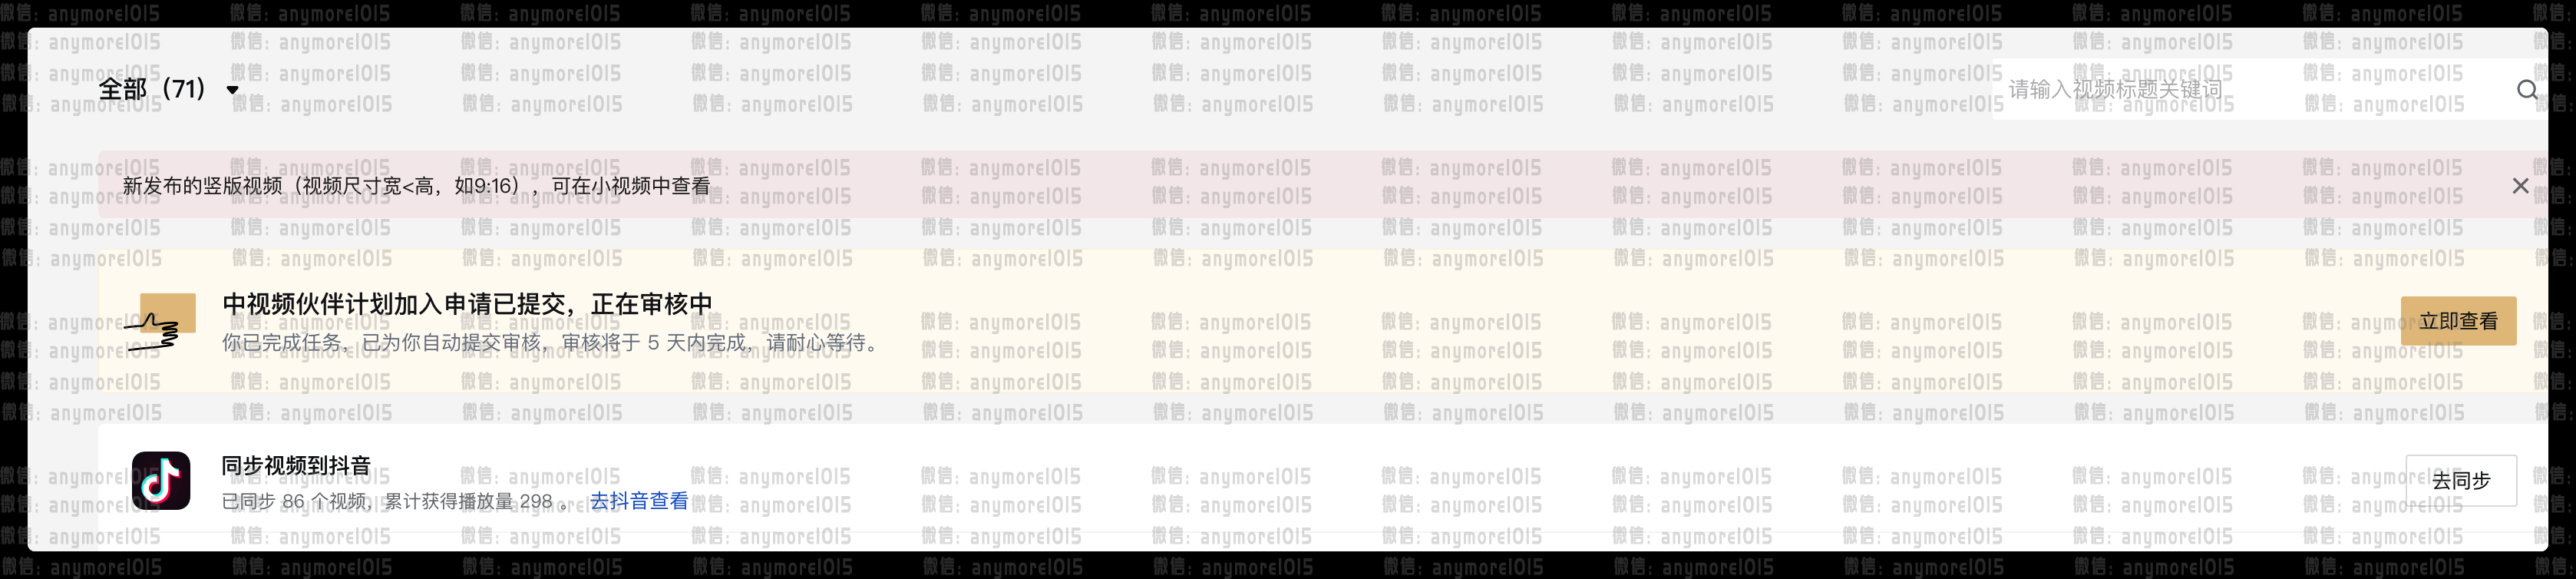 全部（71）
请输入视频标题关键词
新发布的竖版视频（视频尺寸宽<高，如9:16），可在小视频中查看
中视频伙伴计划加入申请已提交，正在审核中
你已完成任务，已为你自动提交审核，审核将于 5 天内完成，请耐心等待。
立即查看
同步视频到抖音
已同步 86 个视频，累计获得播放量 298 。 去抖音查看
去同步
微信：anymore1015